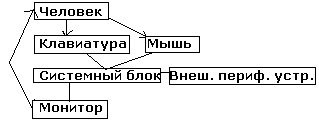 Человек
Клавиатура
Мышь
Системный блок
Внеш. периф. устр.
Монитор